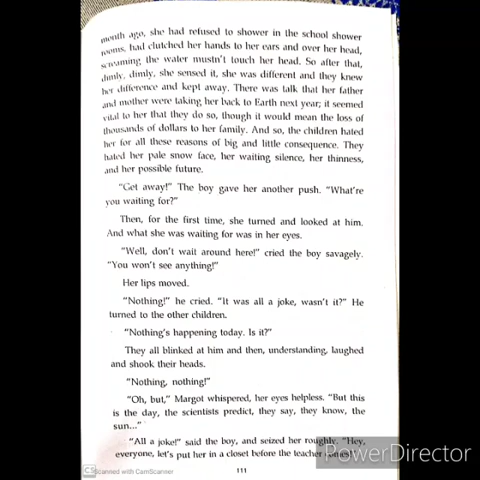 month ago, she had refused to shower in the school shower
rooms, had clutched her hands to her ears and over her head,
screaming the water mustn't touch her head. So after that,
dimly, dimly, she sensed it, she was different and they knew
her difference and kept away. There was talk that her father
and mother were taking her back to Earth next year; it seemed
vital to her that they do so, though it would mean the loss of
thousands of dollars to her family. And so, the children hated
her for all these reasons of big and little consequence. They
hated her pale snow face, her waiting silence, her thinness,
and her possible future.
"Get away!" The boy gave her another push. "What're
you waiting for?"
Then, for the first time, she turned and looked at him.
And what she was waiting for was in her eyes.
"Well, don't wait around here!" cried the boy savagely.
"You won't see anything!"
Her lips moved.
"Nothing!" he cried. "It was all a joke, wasn't it?" He
turned to the other children.
"Nothing's happening today. Is it?"
They all blinked at him and then, understanding, laughed
and shook their heads.
"Nothing, nothing!"
"Oh, but," Margot whispered, her eyes helpless. "But this
is the day, the scientists predict, they say, they know, the
sun..."
"All a joke!" said the boy, and seized her roughly. "Hey,
everyone, let's put her in a closet before the teacher
CS Scanned with CamScanner
111
PowerDirector